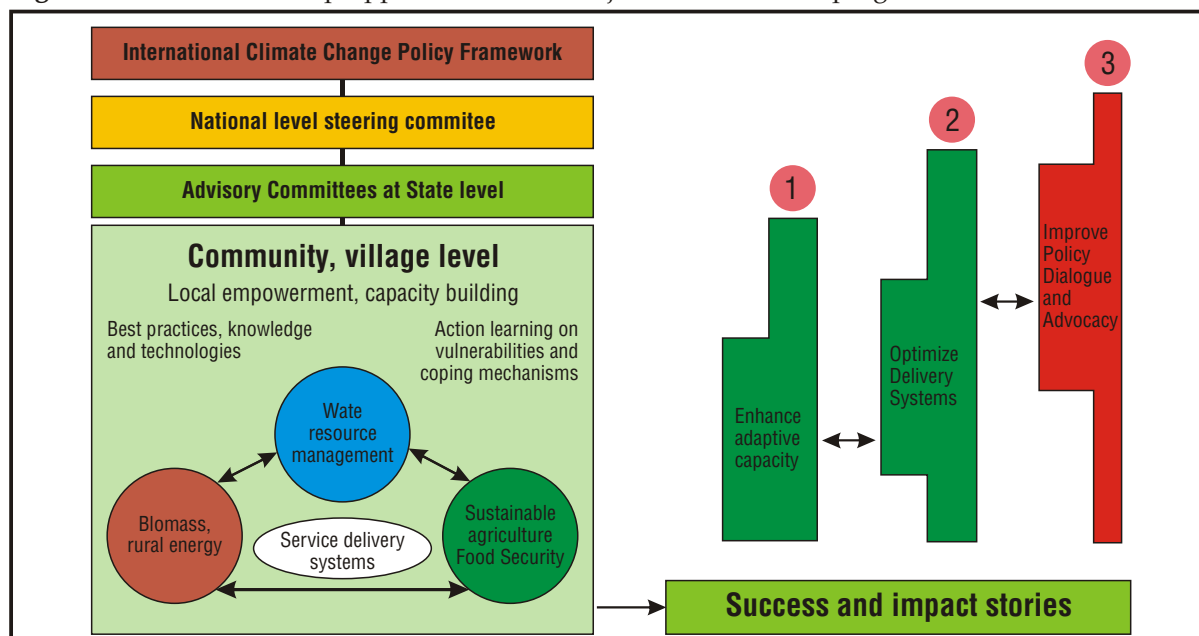 International Climate Change Policy Framework
National level steering commitee
Advisory Committees at State level
Community, village level
Local empowerment, capacity building
Best practices, knowledge
and technologies
Action learning on
vulnerabilities and
coping mechanisms
Wate
resource
management
Blomass,
rural energy
Service delivery
systems
Sustainable
agriculture
Food Security
1
Enhance
adaptive
capacity
2
Optimize
Delivery
Systems
3
Improve
Policy
Dialogue
and
Advocacy
Success and impact stories